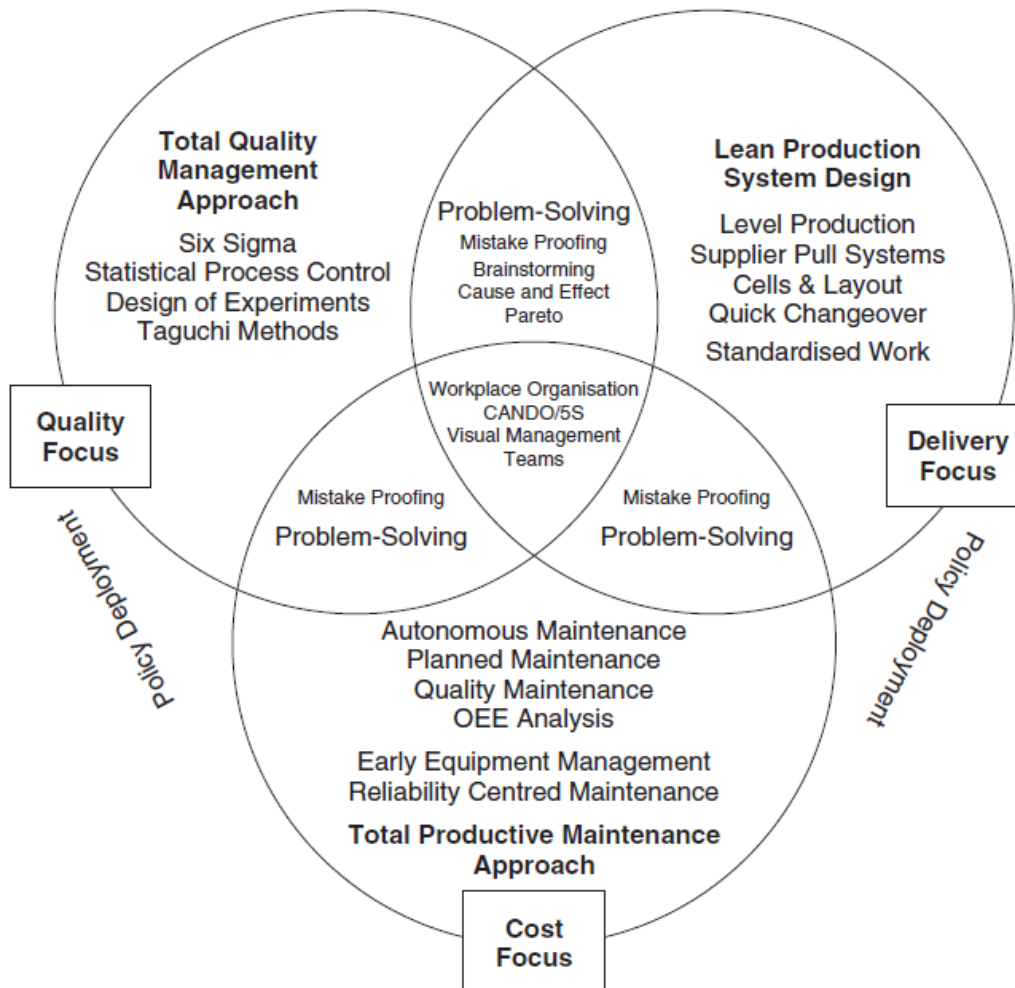 Total Quality
Management
Approach
Six Sigma
Statistical Process Control
Design of Experiments
Taguchi Methods
Problem-Solving
Mistake Proofing
Brainstorming
Cause and Effect
Pareto
Lean Production
System Design
Level Production
Supplier Pull Systems
Cells & Layout
Quick Changeover
Standardised Work
Quality
Focus
Workplace Organisation
CANDO/5S
Visual Management
Teams
Delivery
Focus
Mistake Proofing
Problem-Solving
Mistake Proofing
Problem-Solving
Policy Deployment
Policy Deployment
Autonomous Maintenance
Planned Maintenance
Quality Maintenance
OEE Analysis
Early Equipment Management
Reliability Centred Maintenance
Total Productive Maintenance
Approach
Cost
Focus